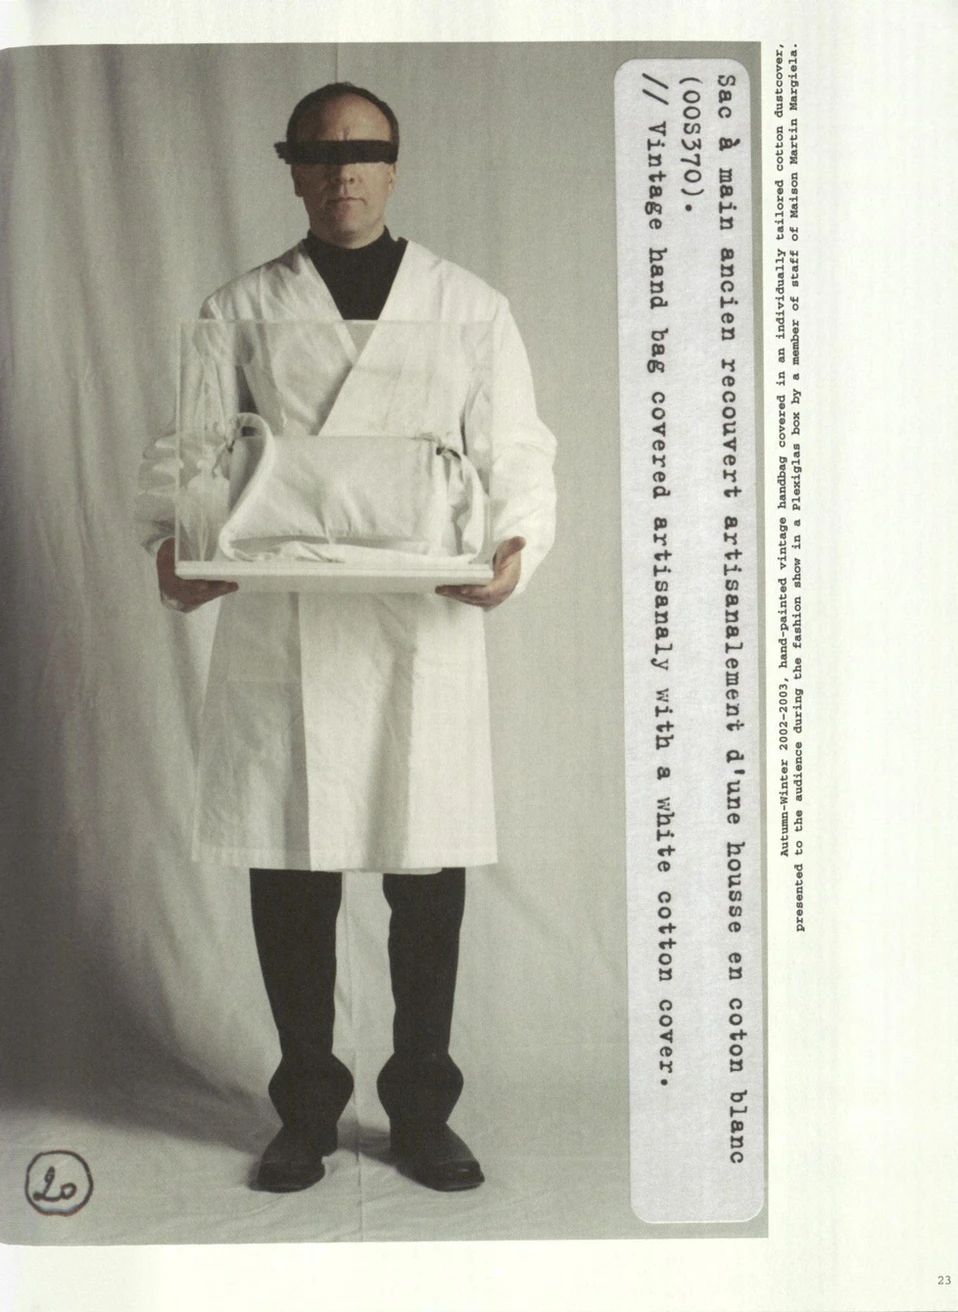 Sac à main ancien recouvert artisanalement d'une housse en coton blanc
(OOS370).
// Vintage hand bag covered artisanaly with a white cotton cover.
Autumn-Winter 2002-2003, hand-painted vintage handbag covered in an individually tailored cotton dustcover,
presented to the audience during the fashion show in a Plexiglas box by a member of staff of Maison Martin Margiela.
20
23